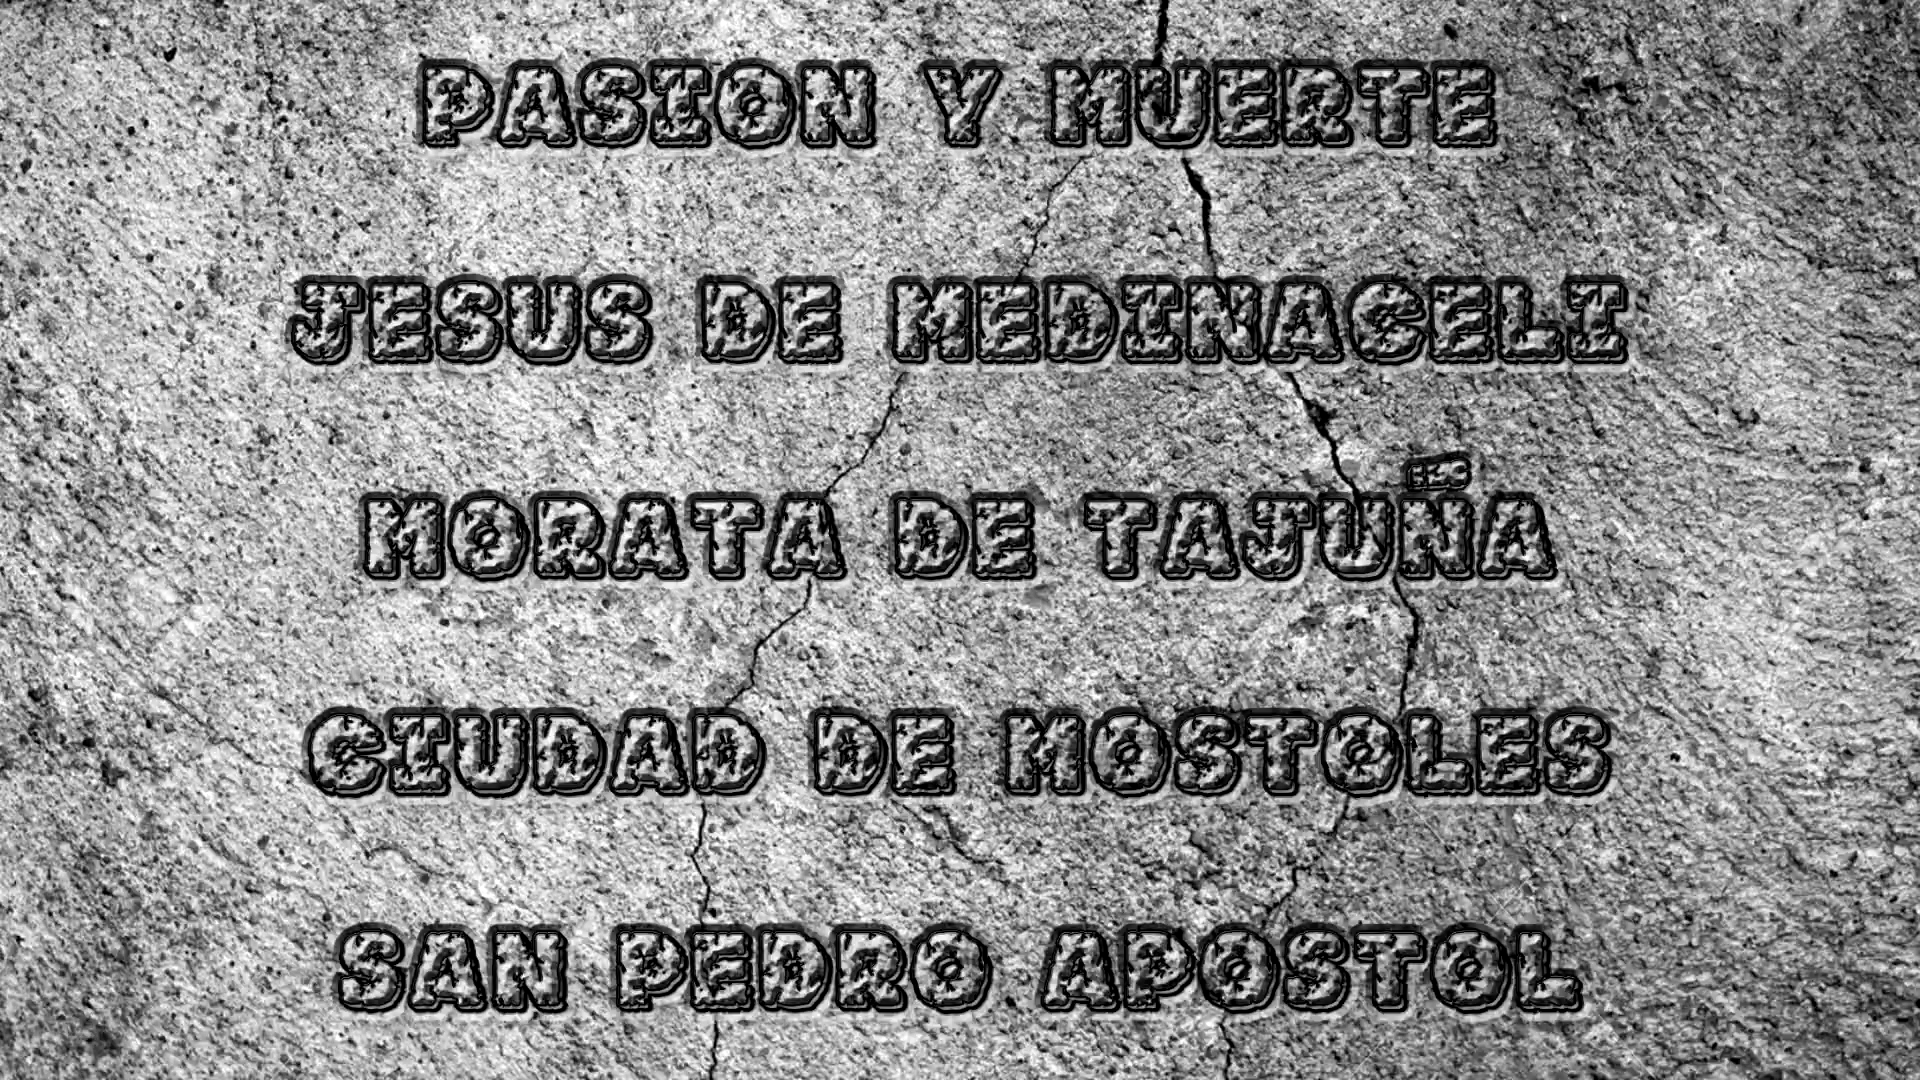 PASION Y MUERTE
JESUS DE MEDINACELI
MORATA DE TAJUÑA
CIUDAD DE MOSTOLES
SAN PEDRO APOSTOL